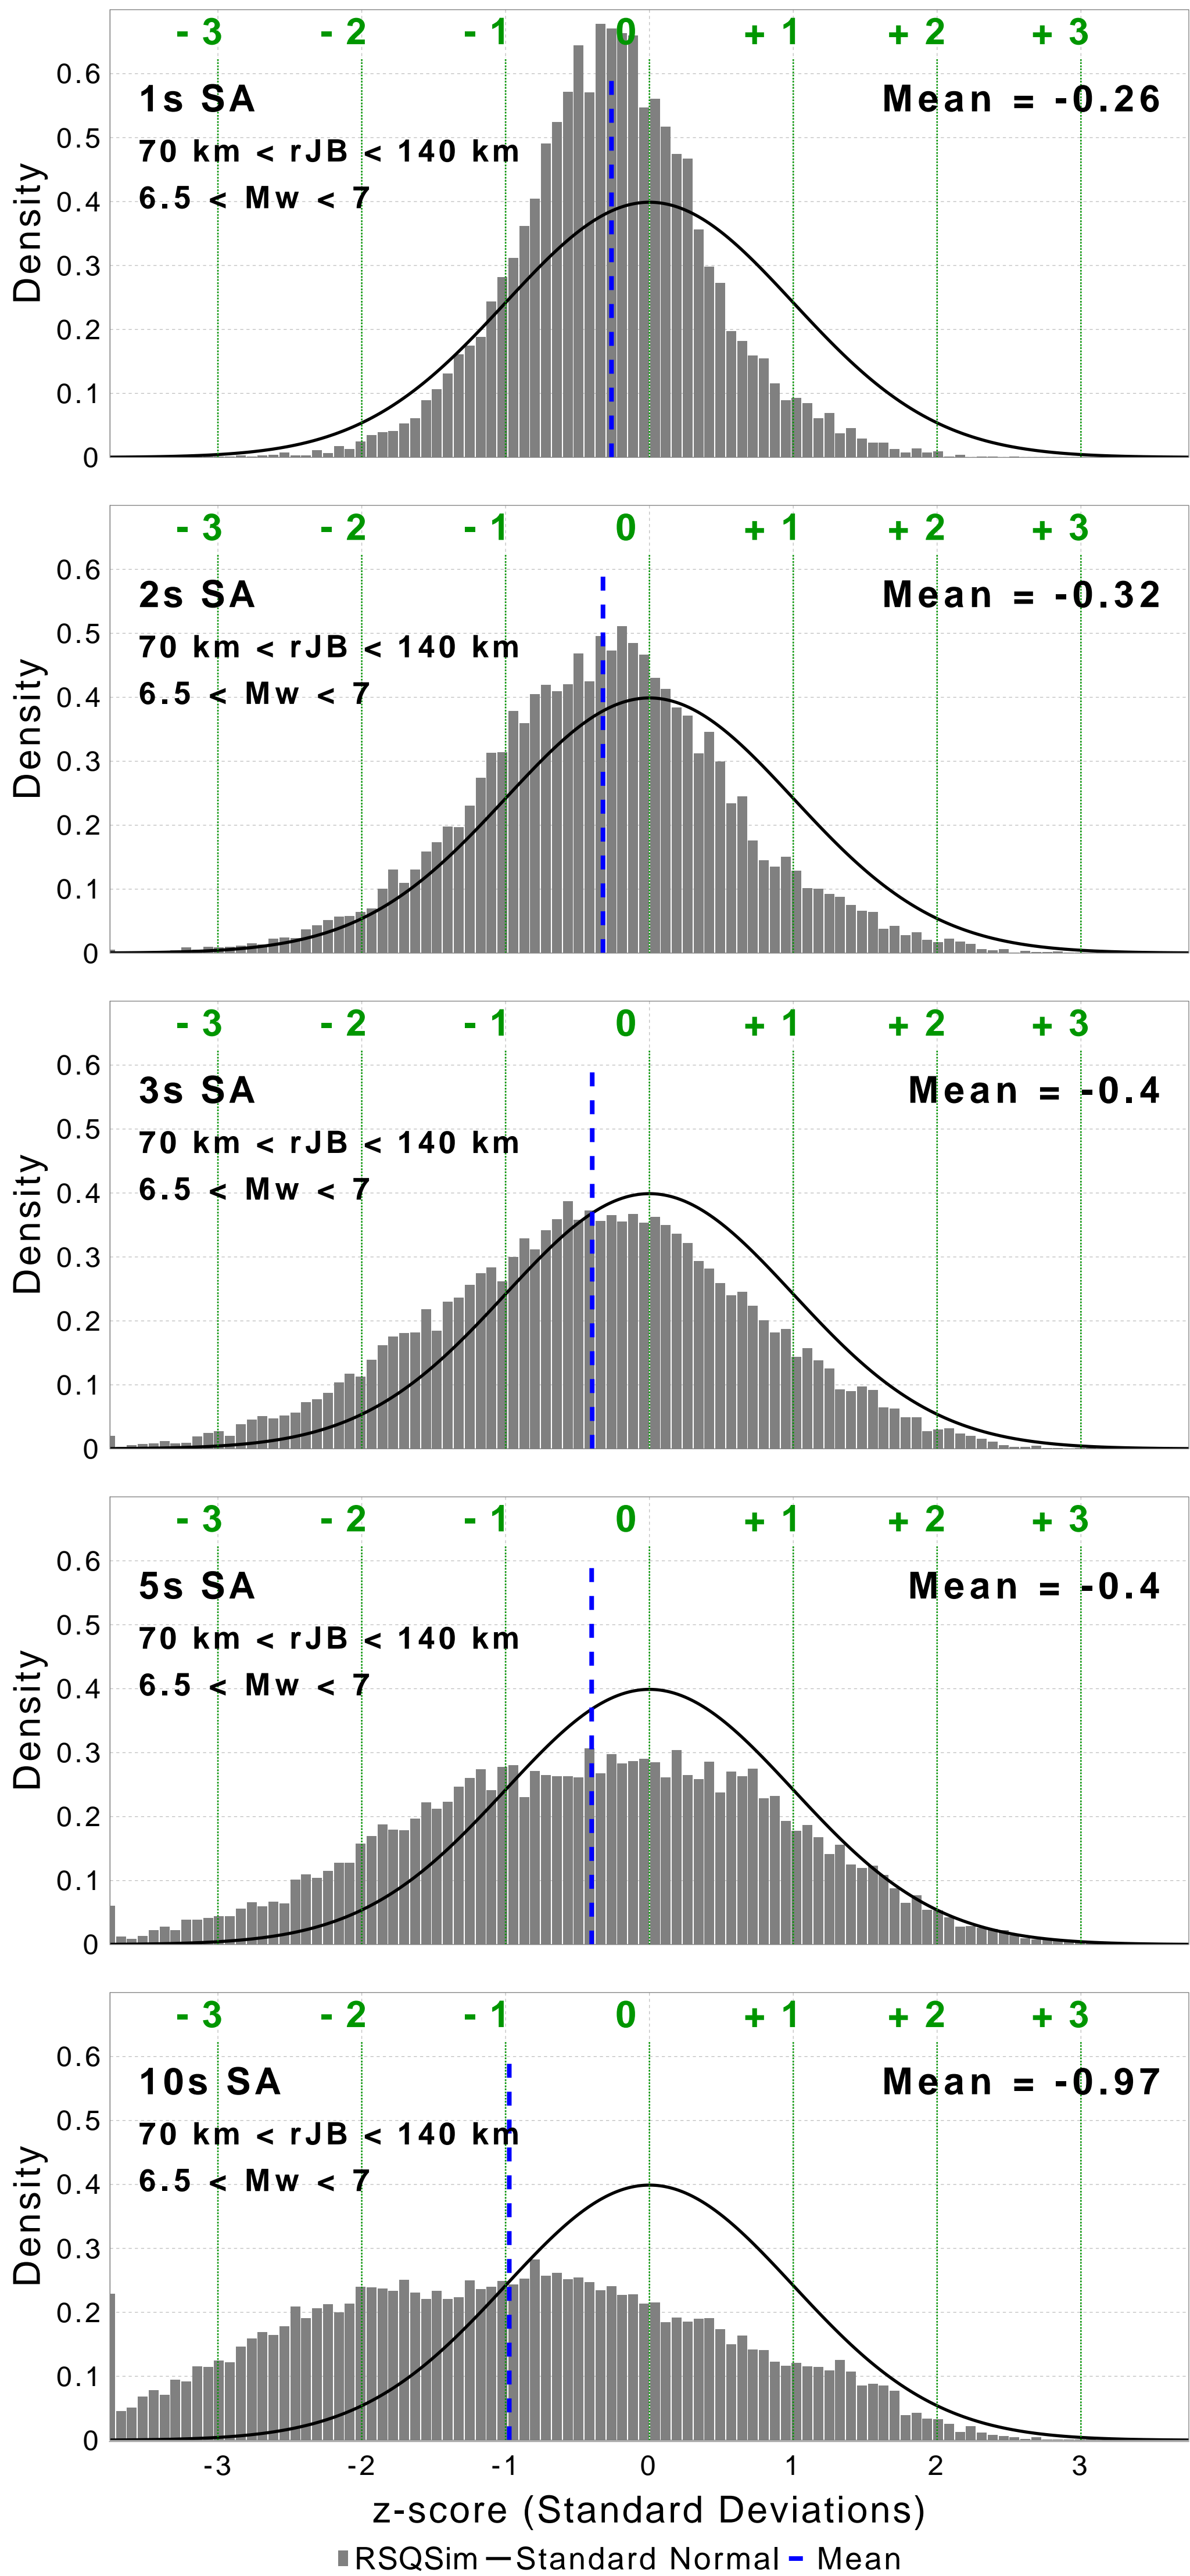 - 3 - 2 - 1 0 + 1 + 2 + 3
0.6
1s SA Mean = -0.26
0.5
70 km < rJB < 140 km
6.5 < Mw < 7
0.4
Density
0.3
0.2
0.1
0
- 3 - 2 - 1 0 + 1 + 2 + 3
0.6
2s SA Mean = -0.32
0.5
70 km < rJB < 140 km
6.5 < Mw < 7
0.4
Density
0.3
0.2
0.1
0
- 3 - 2 - 1 0 + 1 + 2 + 3
0.6
3s SA Mean = -0.4
0.5
70 km < rJB < 140 km
6.5 < Mw < 7
0.4
Density
0.3
0.2
0.1
0
- 3 - 2 - 1 0 + 1 + 2 + 3
0.6
5s SA Mean = -0.4
0.5
70 km < rJB < 140 km
6.5 < Mw < 7
0.4
Density
0.3
0.2
0.1
0
- 3 - 2 - 1 0 + 1 + 2 + 3
0.6
10s SA Mean = -0.97
0.5
70 km < rJB < 140 km
6.5 < Mw < 7
0.4
Density
0.3
0.2
0.1
0
-3 -2 -1 0 1 2 3
z-score (Standard Deviations)
RSQSim Standard Normal Mean